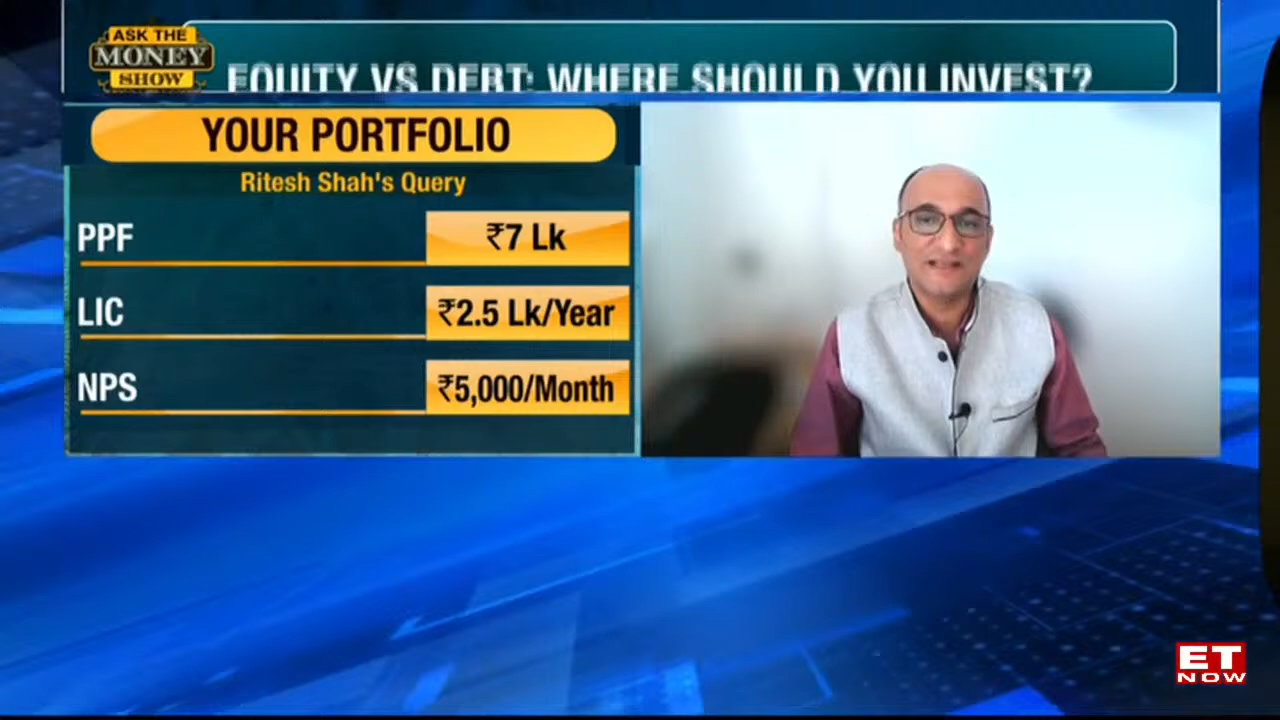 ASK THE
MONEY
SHOW
EQUITY VS DEBT: WHERE SHOULD YOU INVEST?
YOUR PORTFOLIO
Ritesh Shah's Query
PPF ₹7 Lk
LIC ₹2.5 Lk/Year
NPS ₹5,000/Month
ET
NOW